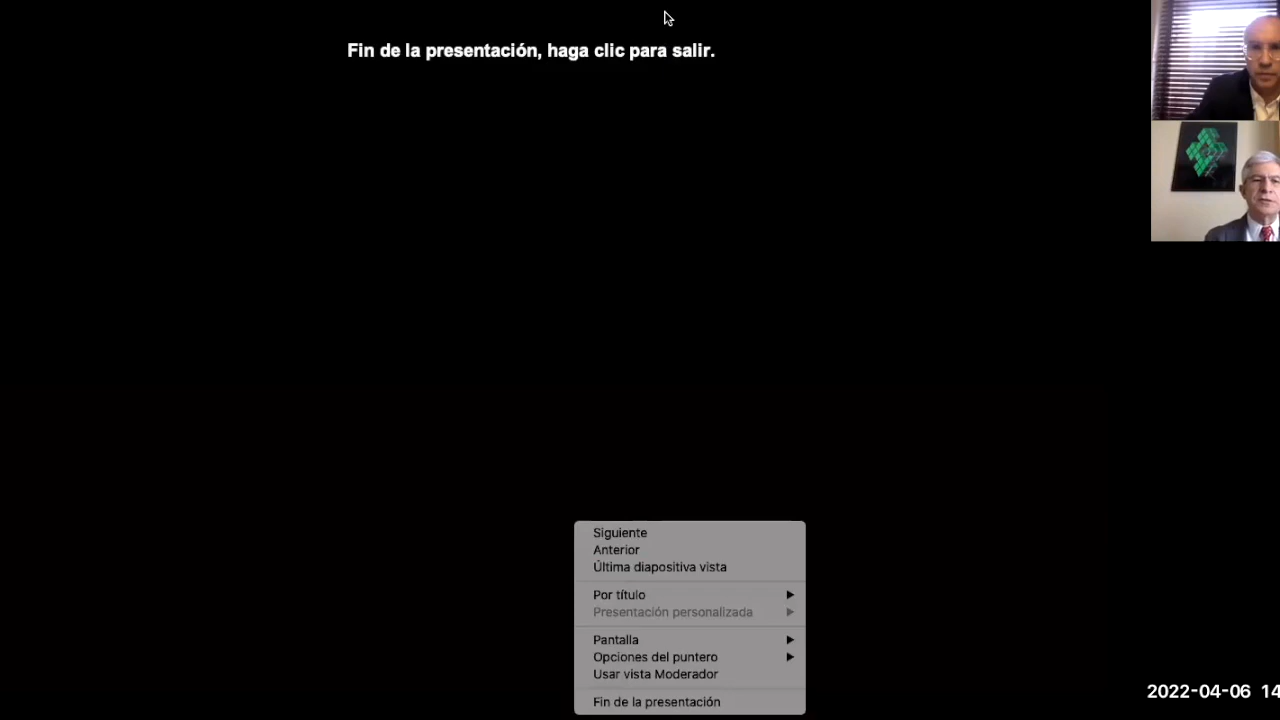 Fin de la presentación, haga clic para salir.
Siguiente
Anterior
Última diapositiva vista
Por título
Presentación personalizada
Pantalla
Opciones del puntero
Usar vista Moderador
Fin de la presentación
2022-04-06 14